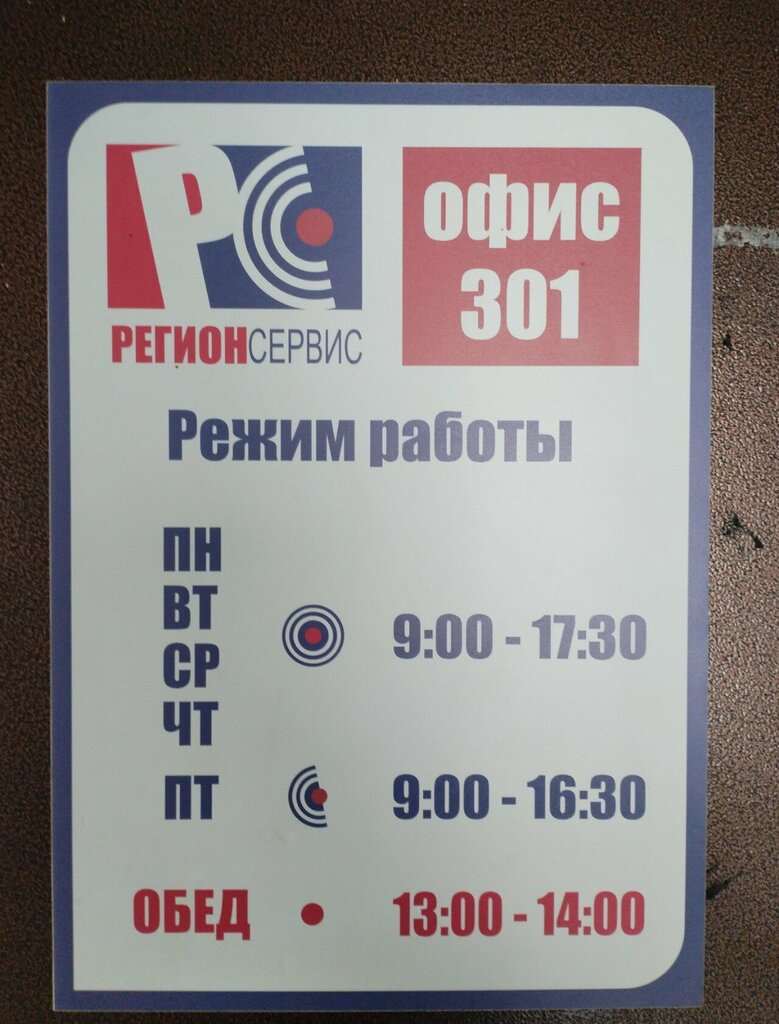 РС
РЕГИОНСЕРВИС
ОФИС
301
Режим работы
ПН
ВТ
СР
ЧТ
9:00 - 17:30
ПТ 9:00 - 16:30
ОБЕД 13:00 - 14:00